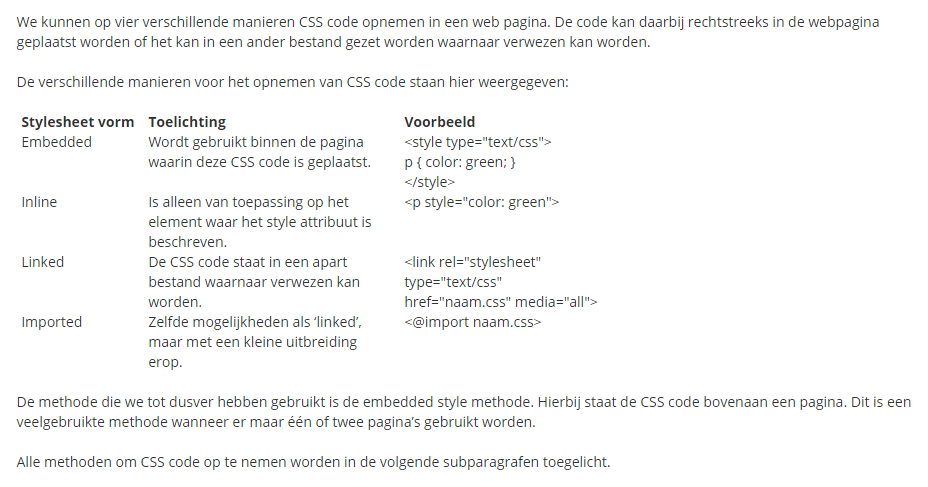 We kunnen op vier verschillende manieren CSS code opnemen in een web pagina. De code kan daarbij rechtstreeks in de webpagina
geplaatst worden of het kan in een ander bestand gezet worden waarnaar verwezen kan worden.
De verschillende manieren voor het opnemen van CSS code staan hier weergegeven:
Stylesheet vorm Toelichting Voorbeeld
Embedded Wordt gebruikt binnen de pagina <style type="text/css">
waarin deze CSS code is geplaatst. p { color: green; }
</style>
Inline Is alleen van toepassing op het <p style="color: green">
element waar het style attribuut is
beschreven.
Linked De CSS code staat in een apart <link rel="stylesheet"
bestand waarnaar verwezen kan type="text/css"
worden. href="naam.css" media="all">
Imported Zelfde mogelijkheden als ‘linked’, <@import naam.css>
maar met een kleine uitbreiding
erop.
De methode die we tot dusver hebben gebruikt is de embedded style methode. Hierbij staat de CSS code bovenaan een pagina. Dit is een
veelgebruikte methode wanneer er maar één of twee pagina’s gebruikt worden.
Alle methoden om CSS code op te nemen worden in de volgende subparagrafen toegelicht.